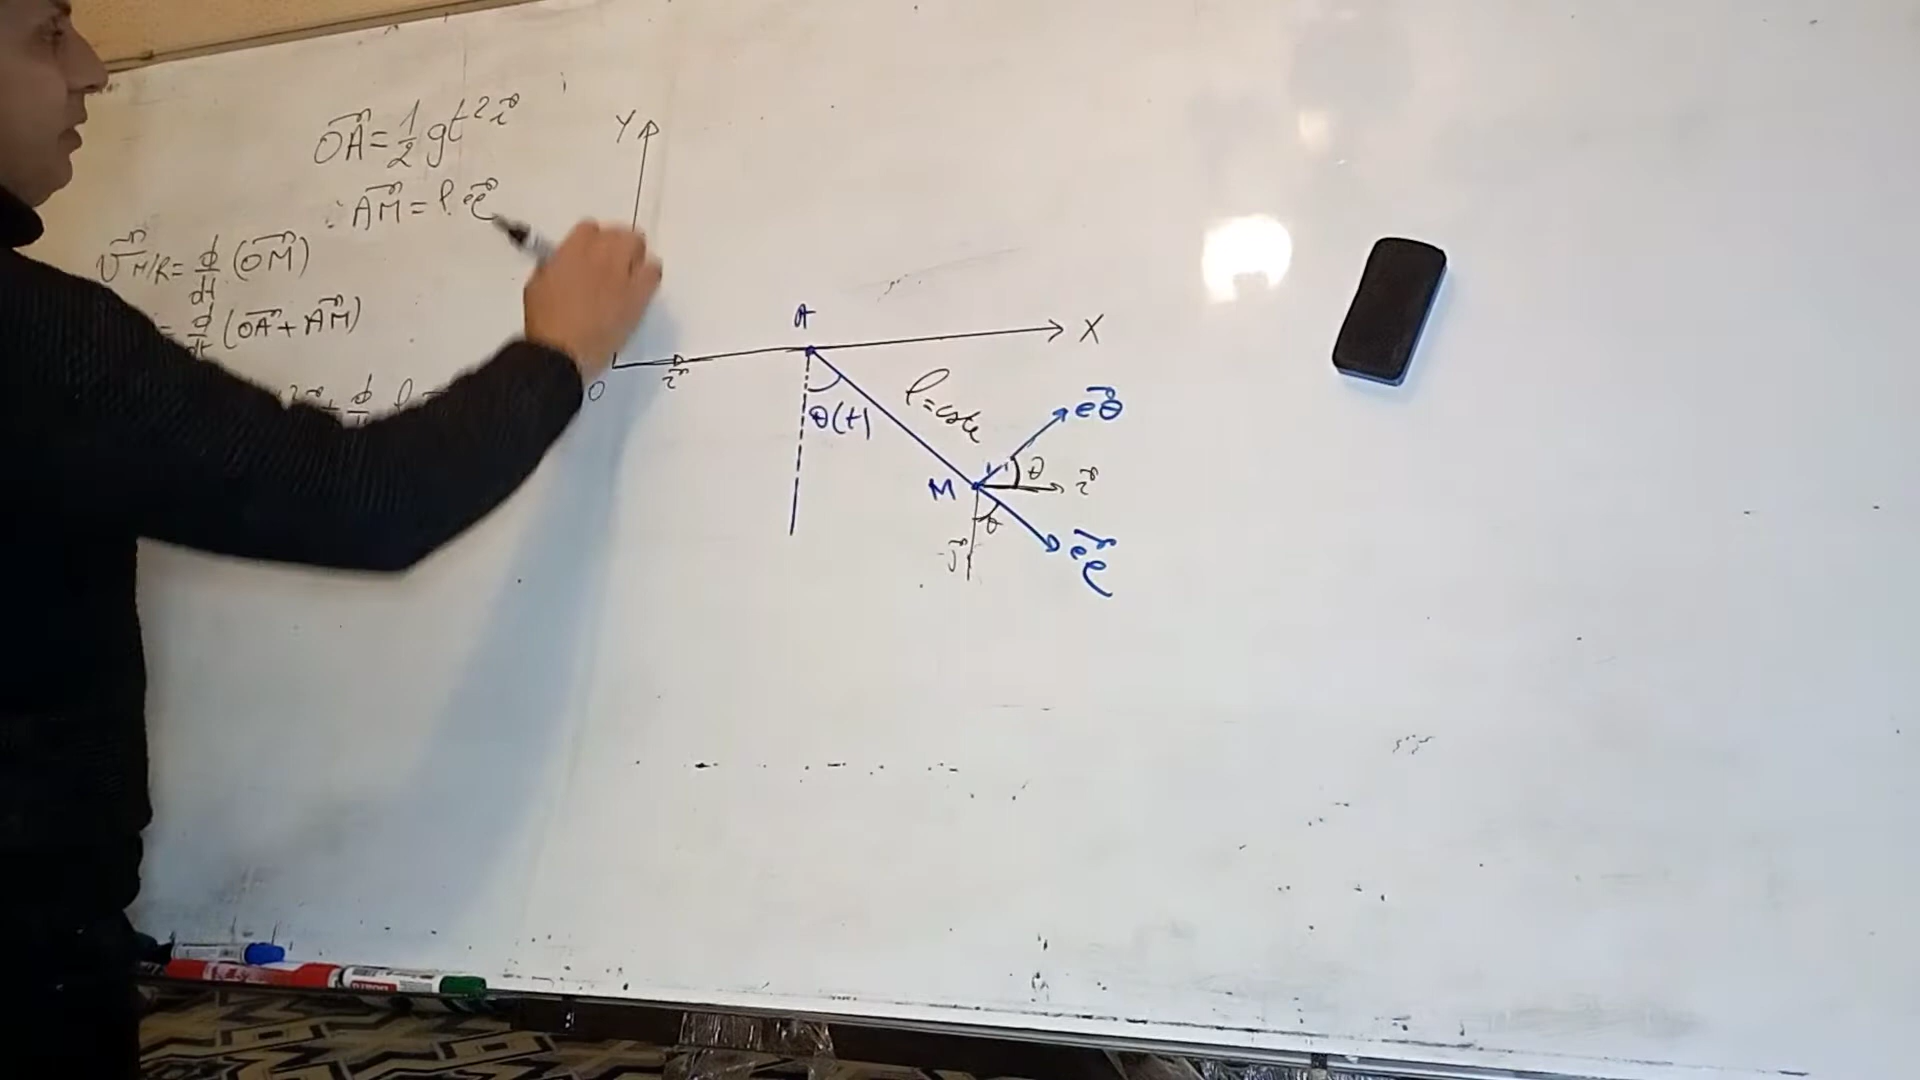 OA⃗ = 1/2 gt² i⃗
AM⃗ = l e⃗
V⃗ M/R = d/dt (OM⃗)
= d/dt (OA⃗ + AM⃗)
Y
A
X
O
i⃗
θ(t)
l = cste
e⃗θ
M
θ
i⃗
θ
-j⃗
e⃗ρ